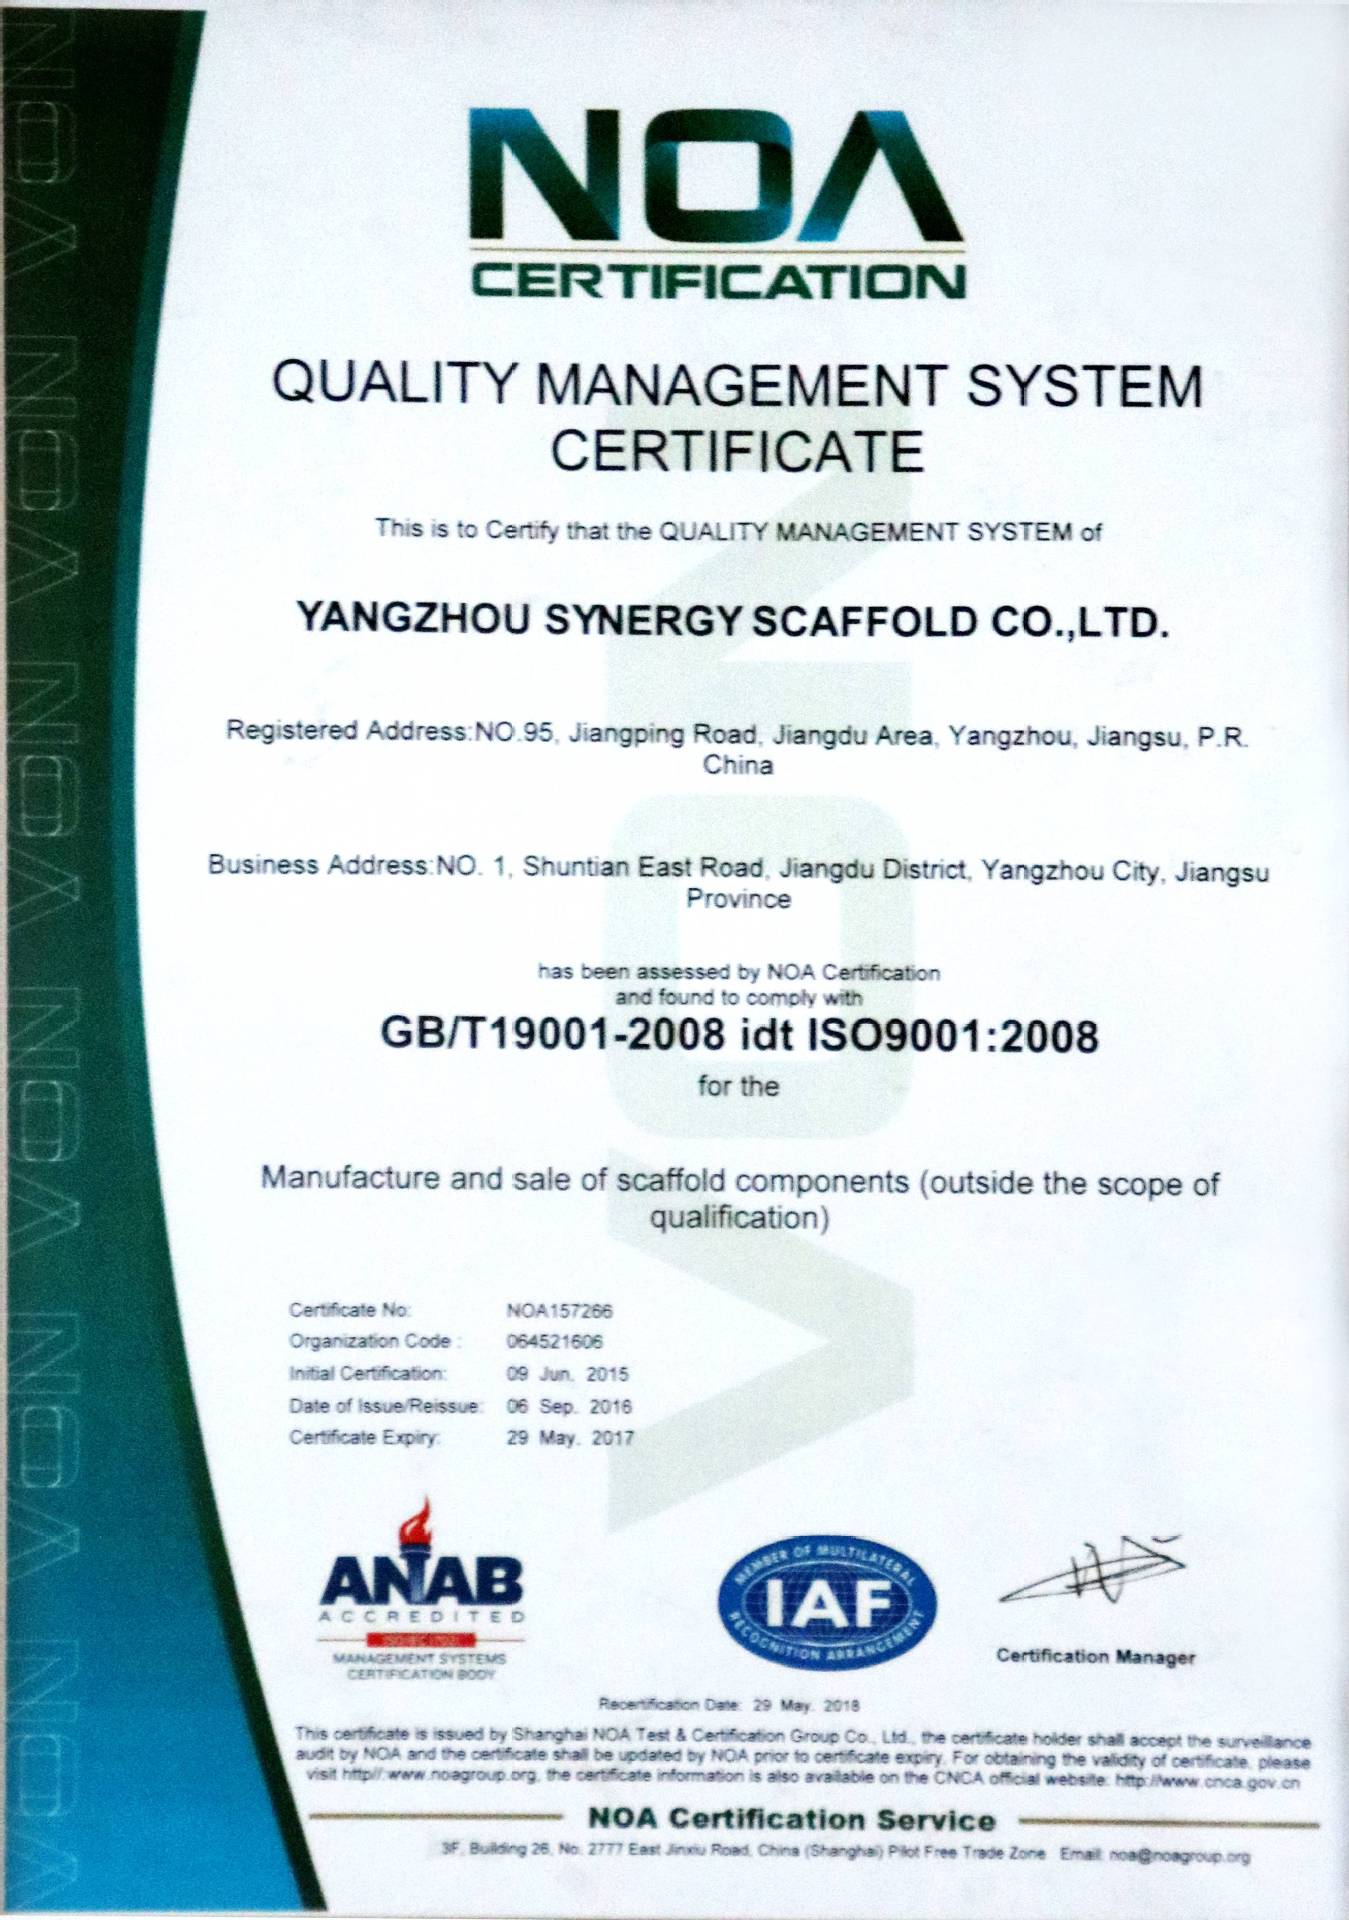 NOA
CERTIFICATION
QUALITY MANAGEMENT SYSTEM
CERTIFICATE
This is to Certify that the QUALITY MANAGEMENT SYSTEM of
YANGZHOU SYNERGY SCAFFOLD CO.,LTD.
Registered Address:NO.95, Jiangping Road, Jiangdu Area, Yangzhou, Jiangsu, P.R.
China
Business Address:NO. 1, Shuntian East Road, Jiangdu District, Yangzhou City, Jiangsu
Province
has been assessed by NOA Certification
and found to comply with
GB/T19001-2008 idt ISO9001:2008
for the
Manufacture and sale of scaffold components (outside the scope of
qualification)
Certificate No: NOA157266
Organization Code : 064521606
Initial Certification: 09 Jun. 2015
Date of Issue/Reissue: 06 Sep. 2016
Certificate Expiry: 29 May. 2017
ANAB
ACCREDITED
MANAGEMENT SYSTEMS
CERTIFICATION BODY
MEMBER OF MULTILATERAL
IAF
RECOGNITION ARRANGEMENT
Certification Manager
Recertification Date: 29 May. 2018
This certificate is issued by Shanghai NOA Test & Certification Group Co., Ltd., the certificate holder shall accept the surveillance
audit by NOA and the certificate shall be updated by NOA prior to certificate expiry. For obtaining the validity of certificate, please
visit http//:www.noagroup.org, the certificate information is also available on the CNCA official website: http://www.cnca.gov.cn
NOA Certification Service
3F, Building 26, No. 2777 East Jinxiu Road, China (Shanghai) Pilot Free Trade Zone Email: noa@noagroup.org